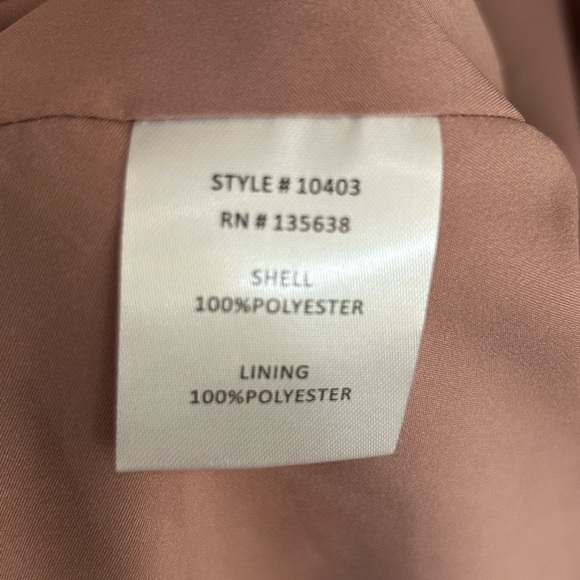 STYLE # 10403
RN # 135638
SHELL
100%POLYESTER
LINING
100%POLYESTER